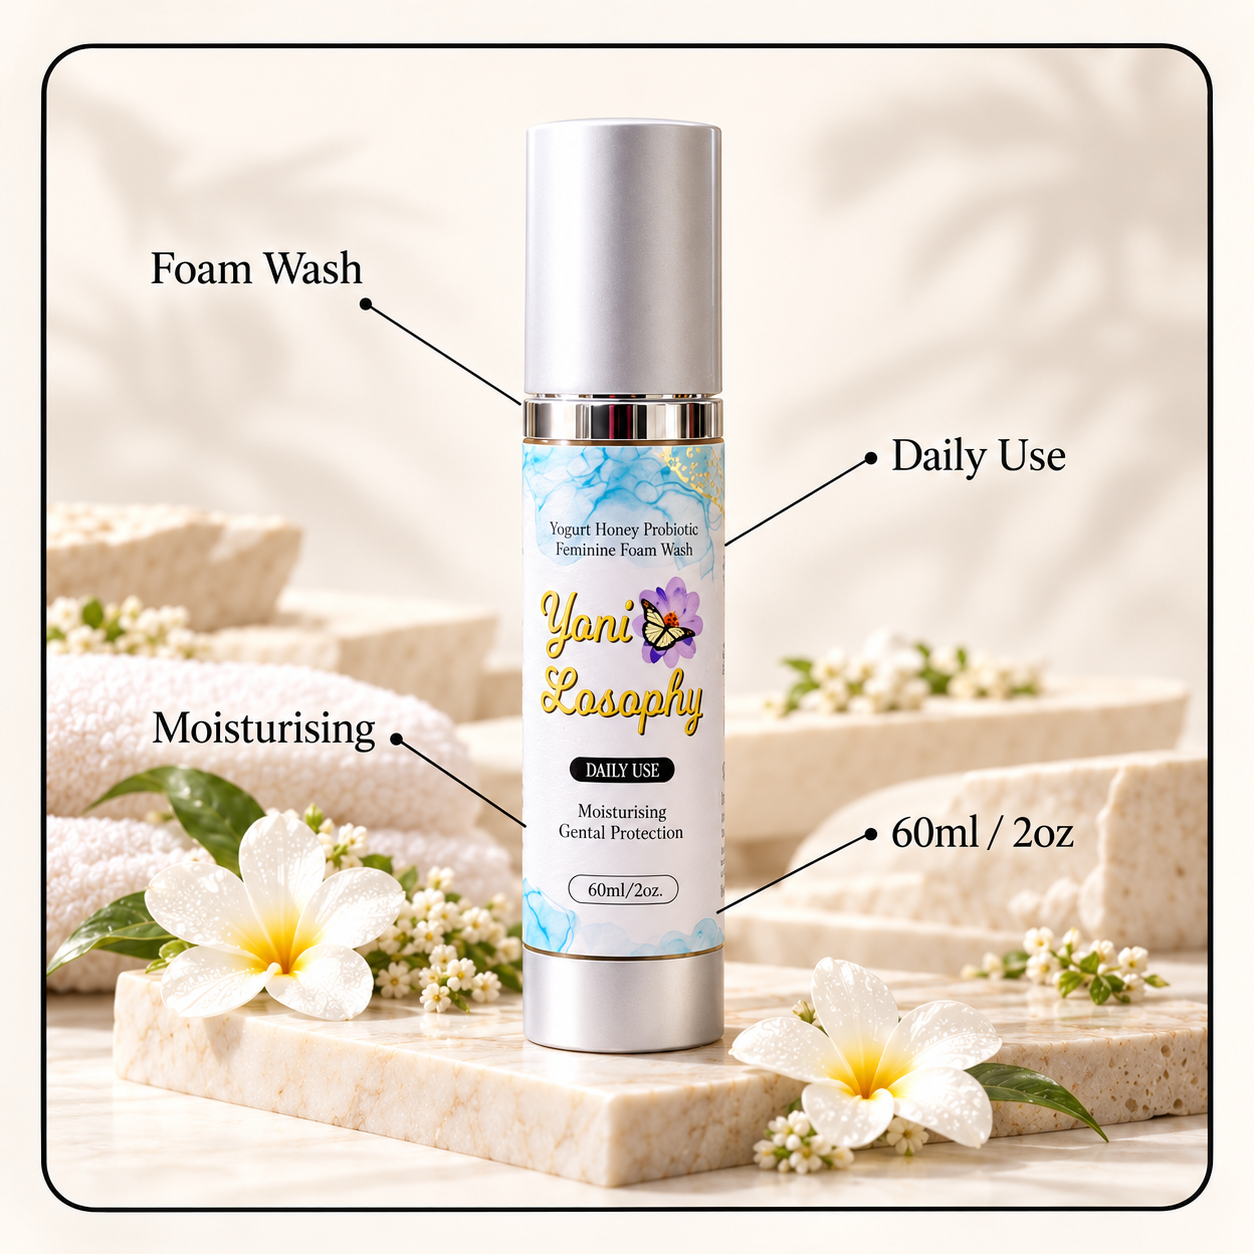 Foam Wash
Daily Use
Yogurt Honey Probiotic
Feminine Foam Wash
Yoni
Losophy
Moisturising
DAILY USE
Moisturising
Gental Protection
60ml / 2oz
60ml/2oz.